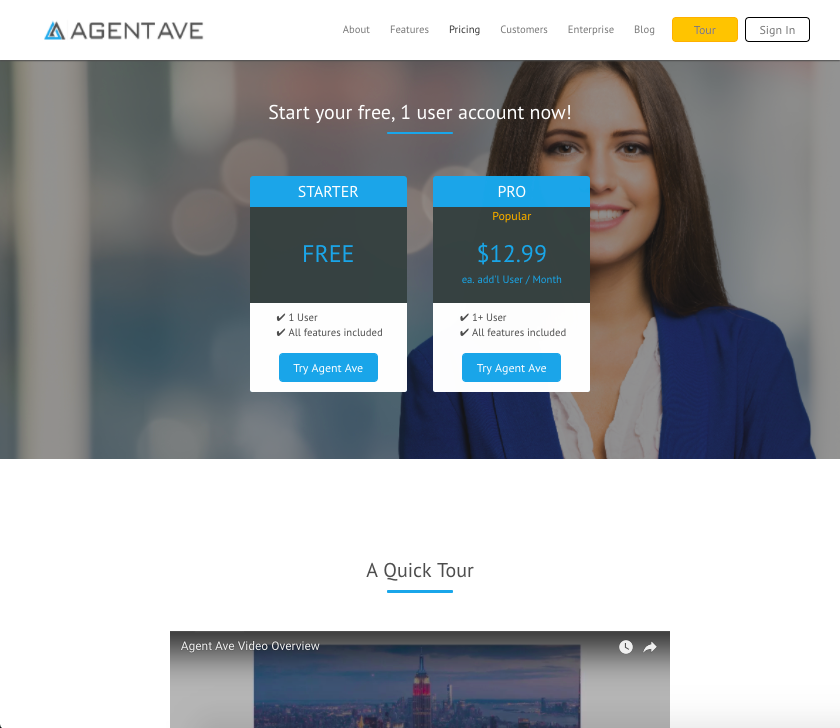 AGENTAVE
About Features Pricing Customers Enterprise Blog Tour Sign In
Start your free, 1 user account now!
STARTER
FREE
✔ 1 User
✔ All features included
Try Agent Ave
PRO
Popular
$12.99
ea. add'l User / Month
✔ 1+ User
✔ All features included
Try Agent Ave
A Quick Tour
Agent Ave Video Overview